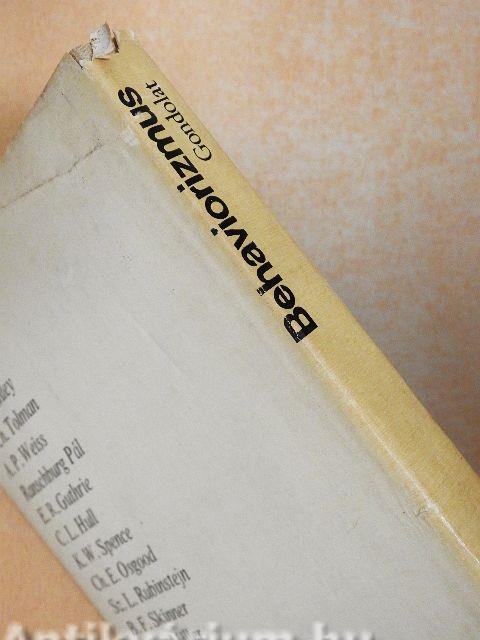 Behaviorizmus
Gondolat
Tolman
A. P. Weiss
Ranschburg Pál
E. R. Guthrie
C. L. Hull
K. W. Spence
Ch. E. Osgood
Sz. L. Rubinstejn
B. F. Skinner